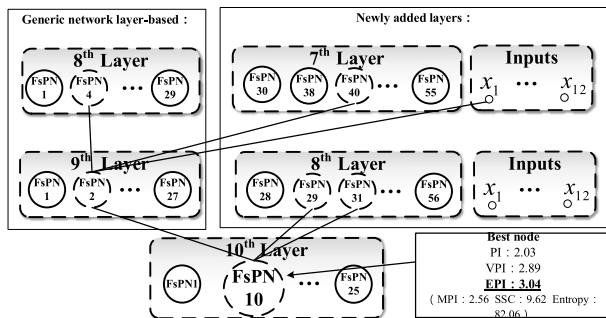 Generic network layer-based :
Newly added layers :
8th Layer
FsPN 1
FsPN 4
...
FsPN 29
7th Layer
FsPN 30
FsPN 38
FsPN 40
...
FsPN 55
Inputs
x1 ... x12
9th Layer
FsPN 1
FsPN 2
...
FsPN 27
8th Layer
FsPN 28
FsPN 29
FsPN 31
...
FsPN 56
Inputs
x1 ... x12
10th Layer
FsPN1
FsPN 10
...
FsPN 25
Best node
PI : 2.03
VPI : 2.89
EPI : 3.04
( MPI : 2.56 SSC : 9.62 Entropy :
82.06 )